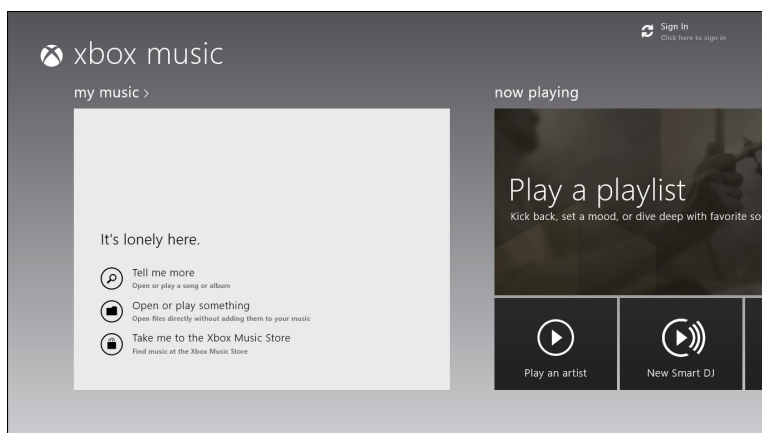 Sign In
Click here to sign in
xbox music
my music >
now playing
Play a playlist
Kick back, set a mood, or dive deep with favorite so
It's lonely here.
Tell me more
Open or play a song or album
Open or play something
Open files directly without adding them to your music
Take me to the Xbox Music Store
Find music at the Xbox Music Store
Play an artist
New Smart DJ